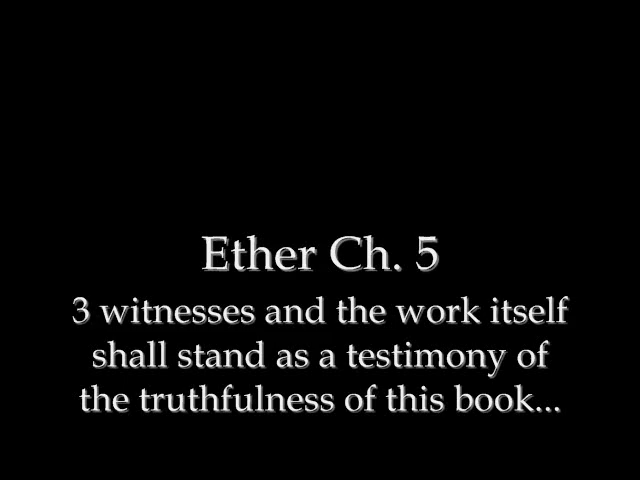 Ether Ch. 5
3 witnesses and the work itself
shall stand as a testimony of
the truthfulness of this book...